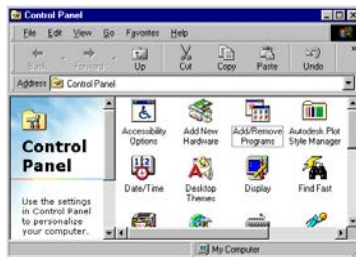 Control Panel
File Edit View Go Favorites Help
Back Forward Up Cut Copy Paste Undo
Address Control Panel
Control Panel
Use the settings
in Control Panel
to personalize
your computer.
Accessibility Options
Add New Hardware
Add/Remove Programs
Autodesk Plot Style Manager
Date/Time
Desktop Themes
Display
Find Fast
My Computer